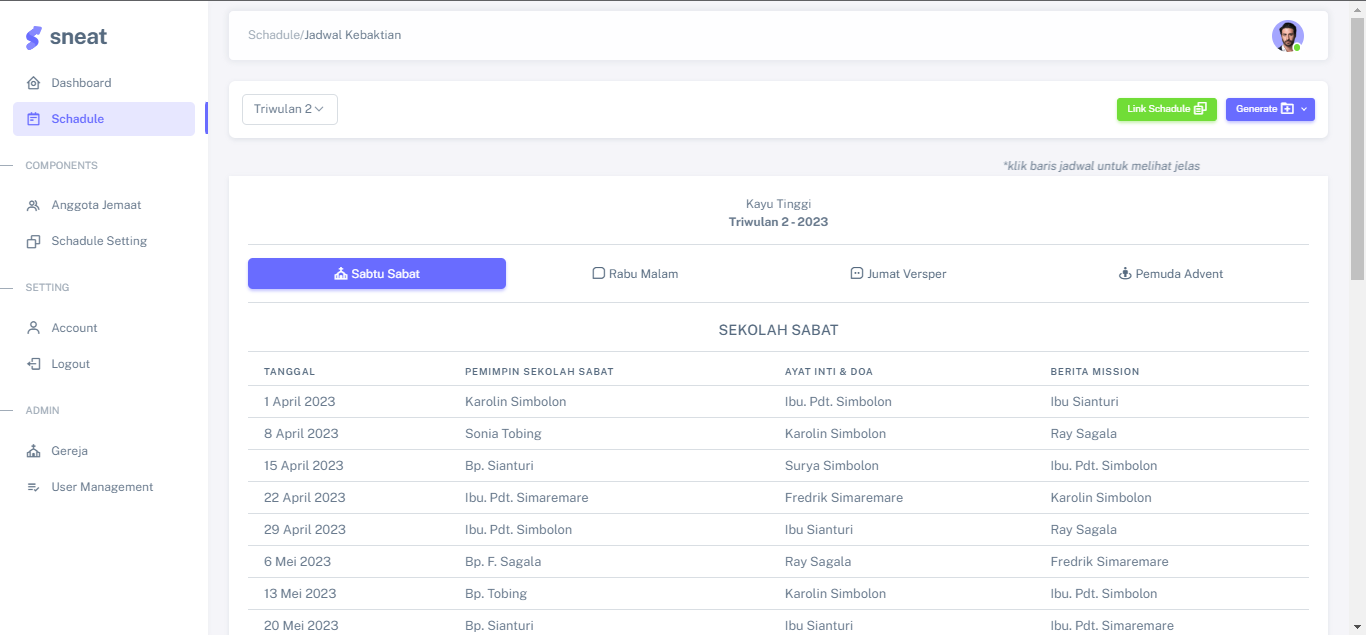 sneat
Dashboard
Schadule
COMPONENTS
Anggota Jemaat
Schadule Setting
SETTING
Account
Logout
ADMIN
Gereja
User Management
Schadule/Jadwal Kebaktian
Triwulan 2
Link Schadule
Generate
*klik baris jadwal untuk melihat jelas
Kayu Tinggi
Triwulan 2 - 2023
Sabtu Sabat Rabu Malam Jumat Versper Pemuda Advent
SEKOLAH SABAT
TANGGAL PEMIMPIN SEKOLAH SABAT AYAT INTI & DOA BERITA MISSION
1 April 2023 Karolin Simbolon Ibu. Pdt. Simbolon Ibu Sianturi
8 April 2023 Sonia Tobing Karolin Simbolon Ray Sagala
15 April 2023 Bp. Sianturi Surya Simbolon Ibu. Pdt. Simbolon
22 April 2023 Ibu. Pdt. Simaremare Fredrik Simaremare Karolin Simbolon
29 April 2023 Ibu. Pdt. Simbolon Ibu Sianturi Ray Sagala
6 Mei 2023 Bp. F. Sagala Ray Sagala Fredrik Simaremare
13 Mei 2023 Bp. Tobing Karolin Simbolon Ibu. Pdt. Simbolon
20 Mei 2023 Bp. Sianturi Ibu Sianturi Ibu. Pdt. Simaremare